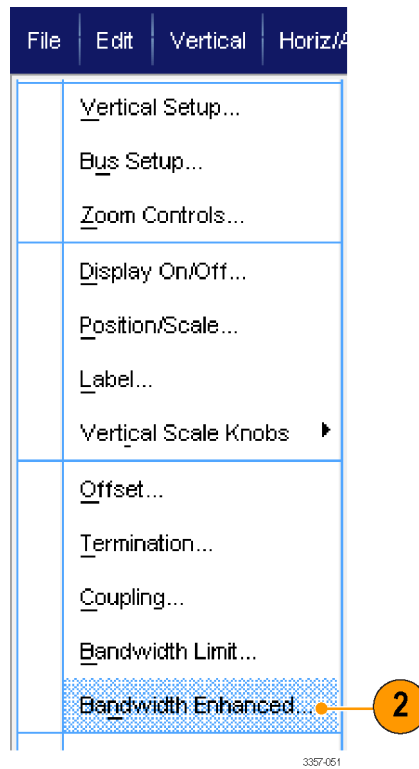 File Edit Vertical Horiz/A
Vertical Setup...
Bus Setup...
Zoom Controls...
Display On/Off...
Position/Scale...
Label...
Vertical Scale Knobs
Offset...
Termination...
Coupling...
Bandwidth Limit...
Bandwidth Enhanced...
2
3357-051